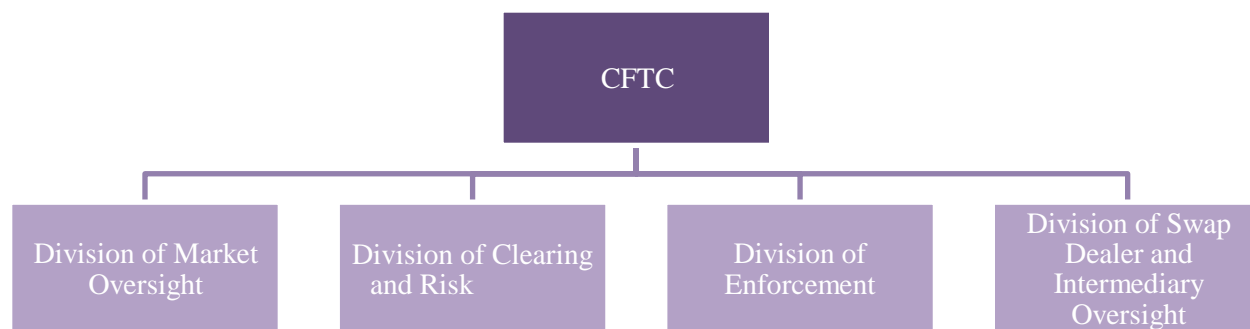 CFTC
Division of Market
Oversight
Division of Clearing
and Risk
Division of
Enforcement
Division of Swap
Dealer and
Intermediary
Oversight